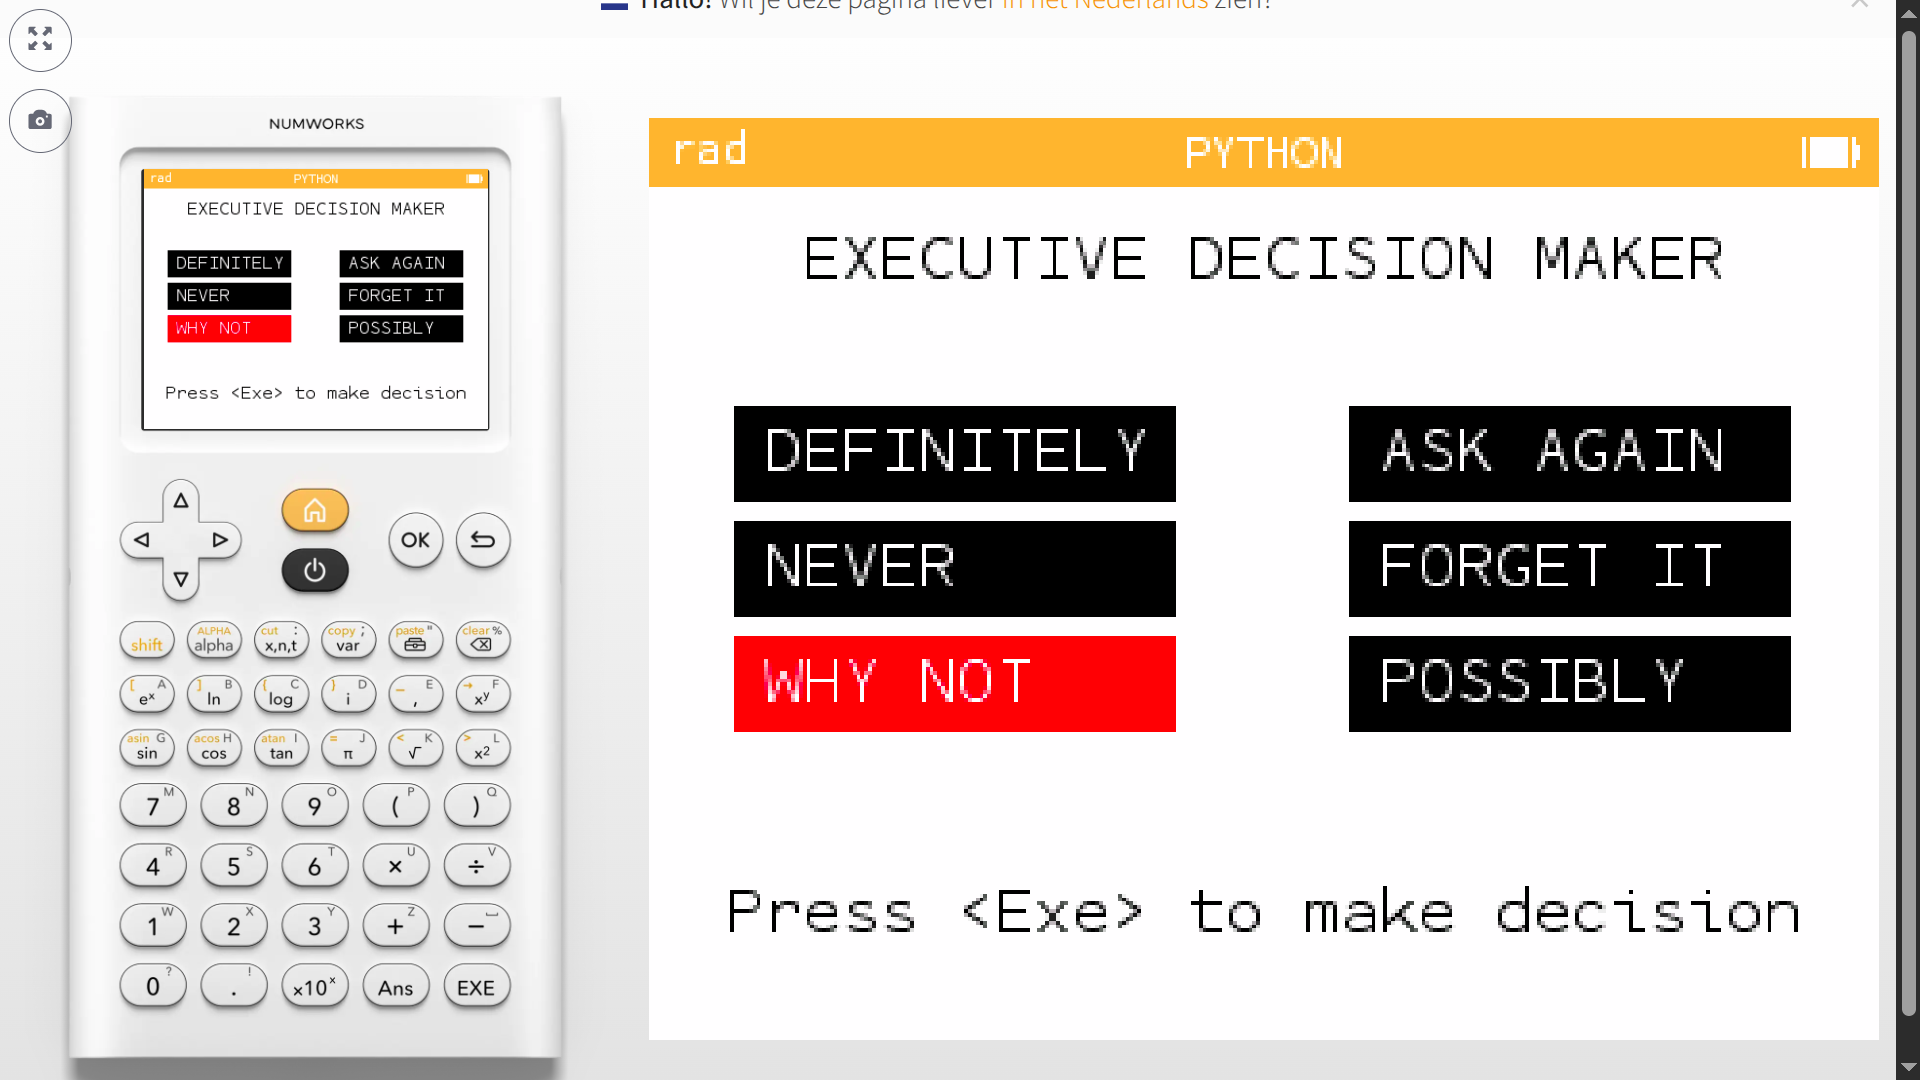 Hallo! Wil je deze pagina liever in het Nederlands zien?
NUMWORKS
rad PYTHON
EXECUTIVE DECISION MAKER
DEFINITELY ASK AGAIN
NEVER FORGET IT
WHY NOT POSSIBLY
Press <Exe> to make decision
OK
shift ALPHA alpha cut : x,n,t copy ; var paste " clear %
[ A eˣ ] B ln { C log } D i _ E , → F xʸ
asin G sin acos H cos atan I tan = J π < K √ > L x²
7 M 8 N 9 O ( P ) Q
4 R 5 S 6 T × U ÷ V
1 W 2 X 3 Y + Z −
0 ? . ! ×10ˣ Ans EXE
rad PYTHON
EXECUTIVE DECISION MAKER
DEFINITELY ASK AGAIN
NEVER FORGET IT
WHY NOT POSSIBLY
Press <Exe> to make decision